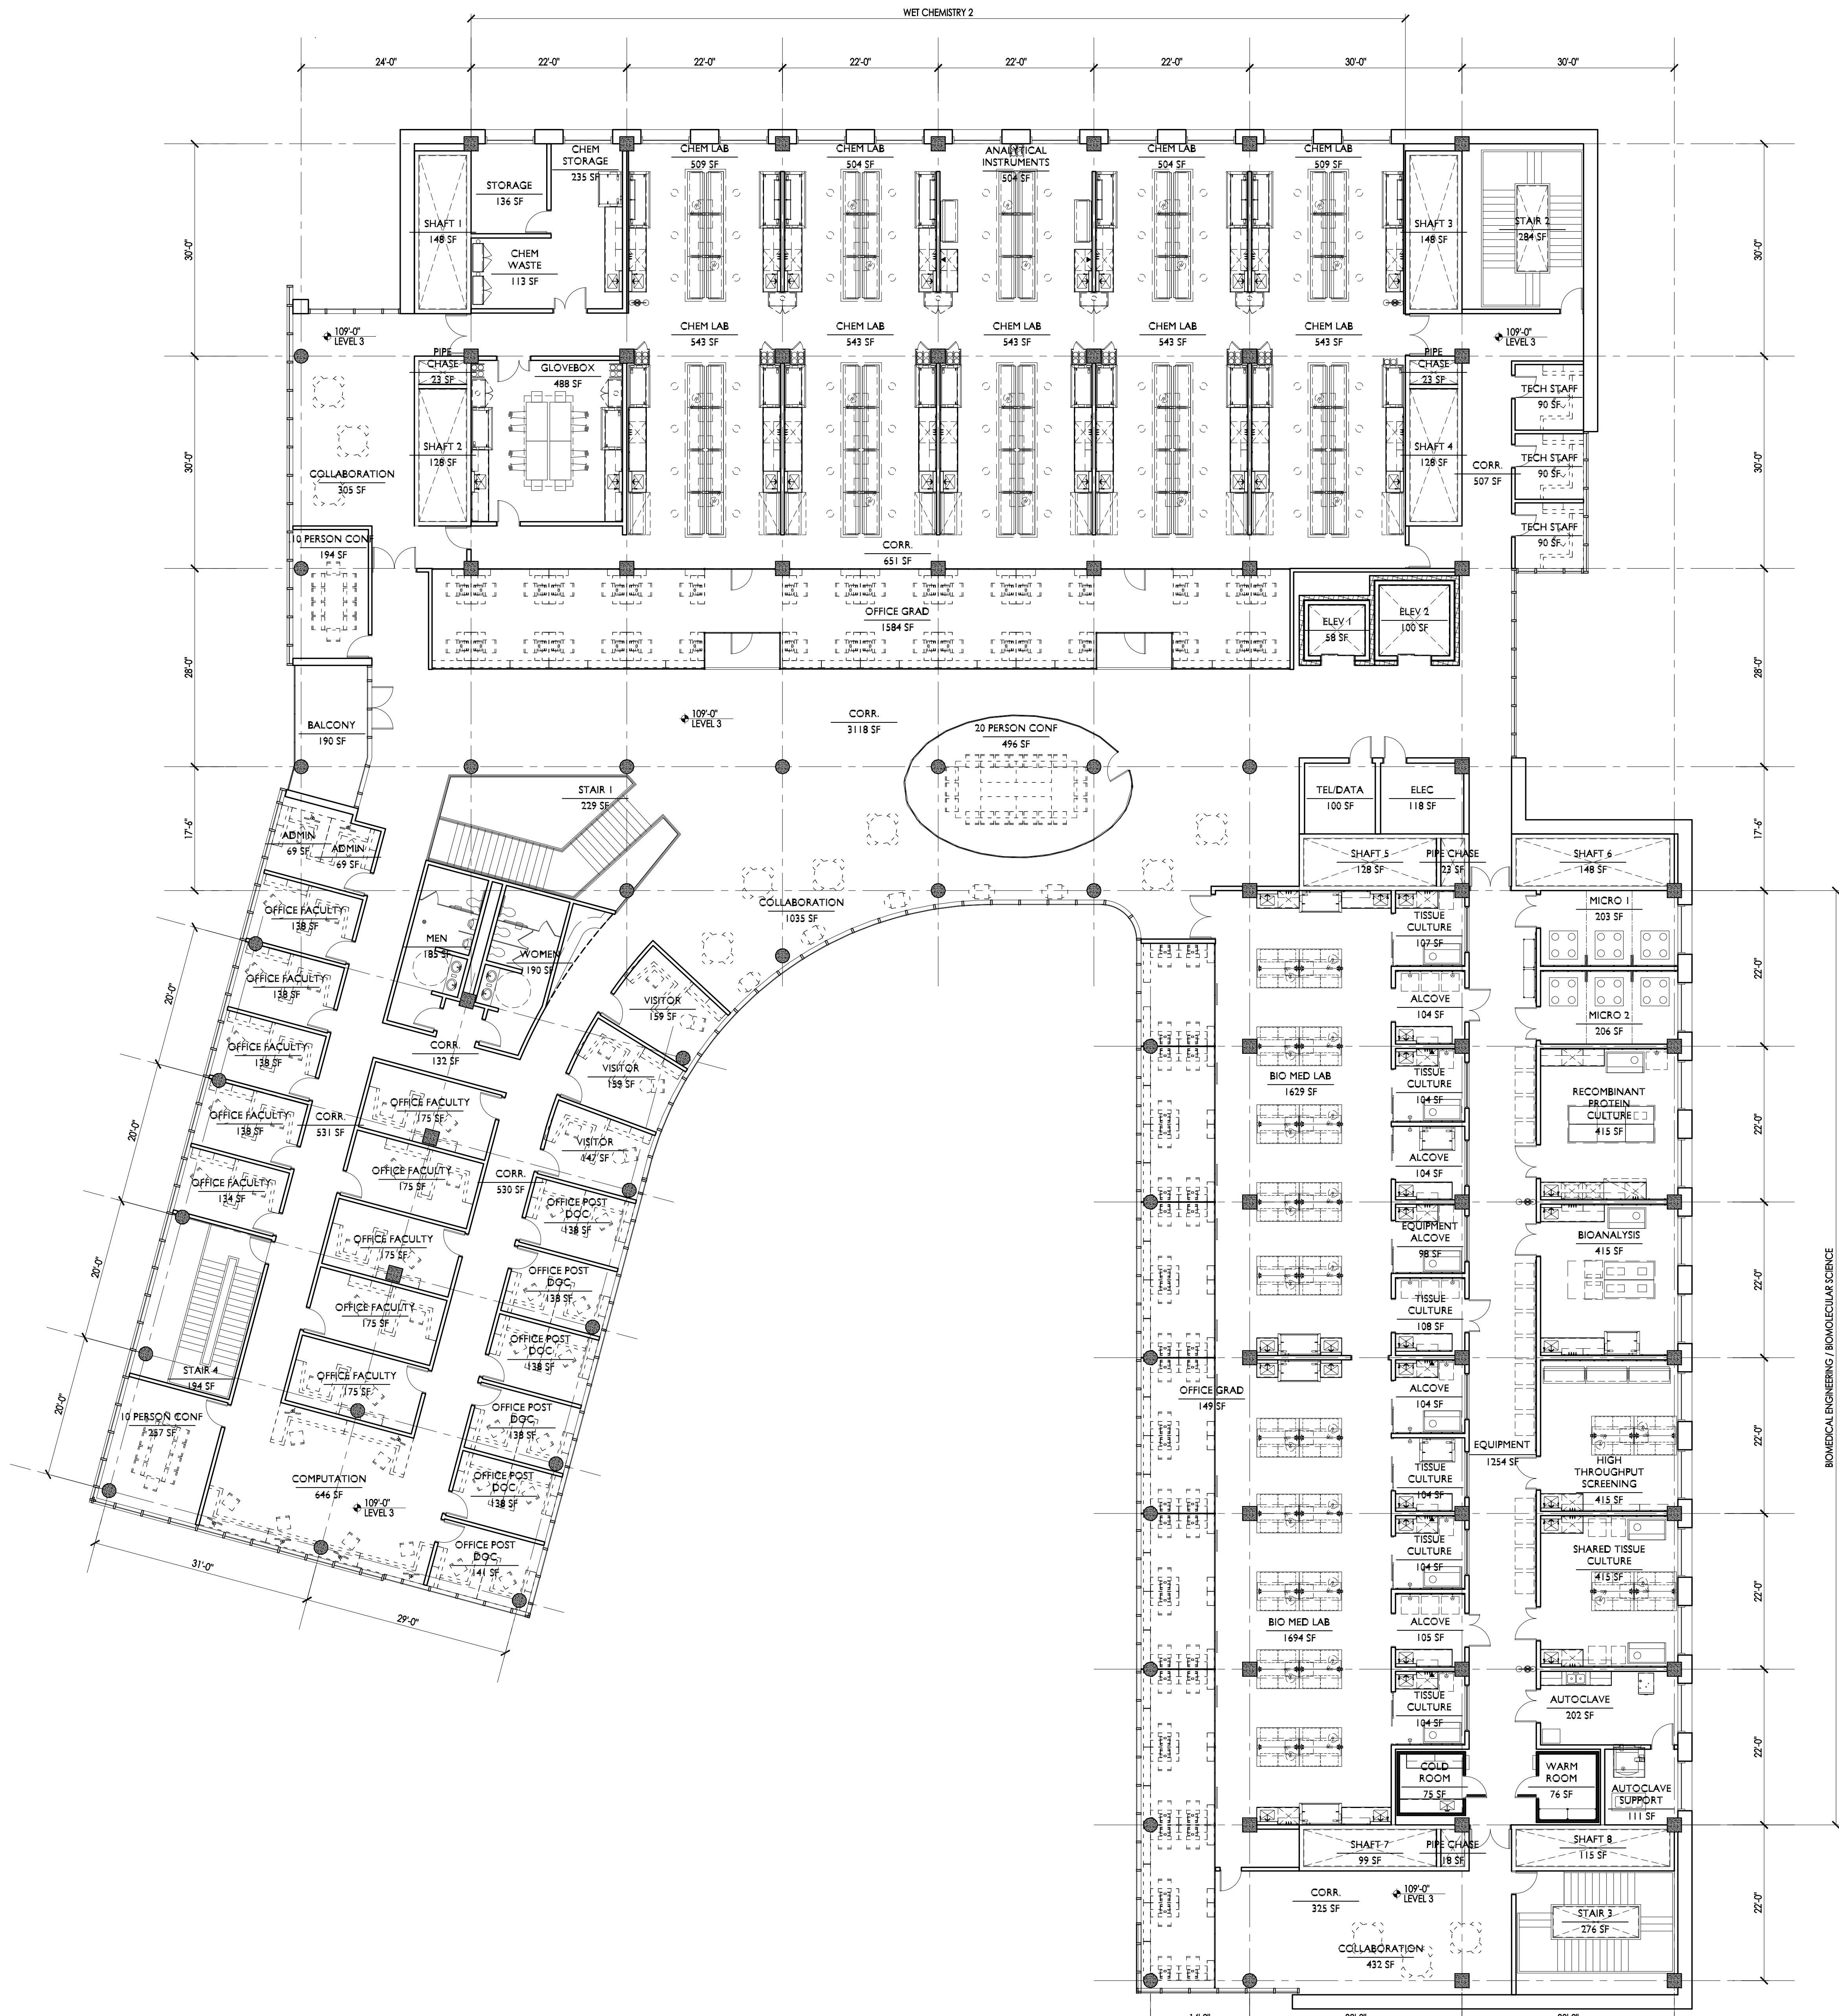 WET CHEMISTRY 2
24'-0"
22'-0"
22'-0"
22'-0"
22'-0"
22'-0"
30'-0"
30'-0"
CHEM
STORAGE
235 SF
CHEM LAB
509 SF
CHEM LAB
504 SF
ANALYTICAL
INSTRUMENTS
504 SF
CHEM LAB
504 SF
CHEM LAB
509 SF
STORAGE
136 SF
SHAFT 1
148 SF
CHEM
WASTE
113 SF
SHAFT 3
148 SF
STAIR 2
284 SF
30'-0"
30'-0"
109'-0"
LEVEL 3
CHEM LAB
543 SF
CHEM LAB
543 SF
CHEM LAB
543 SF
CHEM LAB
543 SF
CHEM LAB
543 SF
109'-0"
LEVEL 3
PIPE
CHASE
23 SF
GLOVEBOX
488 SF
PIPE
CHASE
23 SF
TECH STAFF
90 SF
SHAFT 2
128 SF
SHAFT 4
128 SF
TECH STAFF
90 SF
CORR.
507 SF
COLLABORATION
305 SF
30'-0"
30'-0"
TECH STAFF
90 SF
10 PERSON CONF
194 SF
CORR.
651 SF
OFFICE GRAD
1584 SF
ELEV 1
58 SF
ELEV 2
100 SF
28'-0"
28'-0"
BALCONY
190 SF
109'-0"
LEVEL 3
CORR.
3118 SF
20 PERSON CONF
496 SF
STAIR 1
229 SF
TEL/DATA
100 SF
ELEC
118 SF
17'-6"
17'-6"
ADMIN
69 SF
ADMIN
69 SF
SHAFT 5
128 SF
PIPE CHASE
23 SF
SHAFT 6
148 SF
OFFICE FACULTY
138 SF
COLLABORATION
1035 SF
MEN
185 SF
WOMEN
190 SF
TISSUE
CULTURE
107 SF
MICRO 1
203 SF
OFFICE FACULTY
138 SF
VISITOR
159 SF
ALCOVE
104 SF
MICRO 2
206 SF
22'-0"
20'-0"
OFFICE FACULTY
138 SF
CORR.
132 SF
VISITOR
159 SF
BIO MED LAB
1629 SF
TISSUE
CULTURE
104 SF
RECOMBINANT
PROTEIN
CULTURE
415 SF
22'-0"
OFFICE FACULTY
138 SF
CORR.
531 SF
OFFICE FACULTY
175 SF
VISITOR
147 SF
ALCOVE
104 SF
20'-0"
OFFICE FACULTY
134 SF
OFFICE FACULTY
175 SF
CORR.
530 SF
OFFICE POST
DOC
138 SF
EQUIPMENT
ALCOVE
98 SF
BIOANALYSIS
415 SF
22'-0"
OFFICE FACULTY
175 SF
OFFICE POST
DOC
138 SF
20'-0"
TISSUE
CULTURE
108 SF
OFFICE FACULTY
175 SF
OFFICE POST
DOC
138 SF
BIOMEDICAL ENGINEERING / BIOMOLECULAR SCIENCE
STAIR 4
194 SF
OFFICE FACULTY
175 SF
OFFICE GRAD
149 SF
ALCOVE
104 SF
20'-0"
10 PERSON CONF
257 SF
OFFICE POST
DOC
138 SF
EQUIPMENT
1254 SF
22'-0"
COMPUTATION
646 SF
OFFICE POST
DOC
138 SF
TISSUE
CULTURE
104 SF
HIGH
THROUGHPUT
SCREENING
415 SF
109'-0"
LEVEL 3
OFFICE POST
DOC
141 SF
TISSUE
CULTURE
104 SF
SHARED TISSUE
CULTURE
415 SF
22'-0"
31'-0"
29'-0"
BIO MED LAB
1694 SF
ALCOVE
105 SF
TISSUE
CULTURE
104 SF
AUTOCLAVE
202 SF
22'-0"
COLD
ROOM
75 SF
WARM
ROOM
76 SF
AUTOCLAVE
SUPPORT
111 SF
SHAFT 7
99 SF
PIPE CHASE
18 SF
SHAFT 8
115 SF
CORR.
325 SF
109'-0"
LEVEL 3
22'-0"
STAIR 3
276 SF
COLLABORATION
432 SF